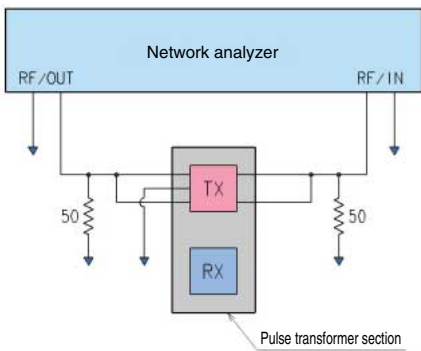 Network analyzer
RF/OUT
RF/IN
TX
50
50
RX
Pulse transformer section